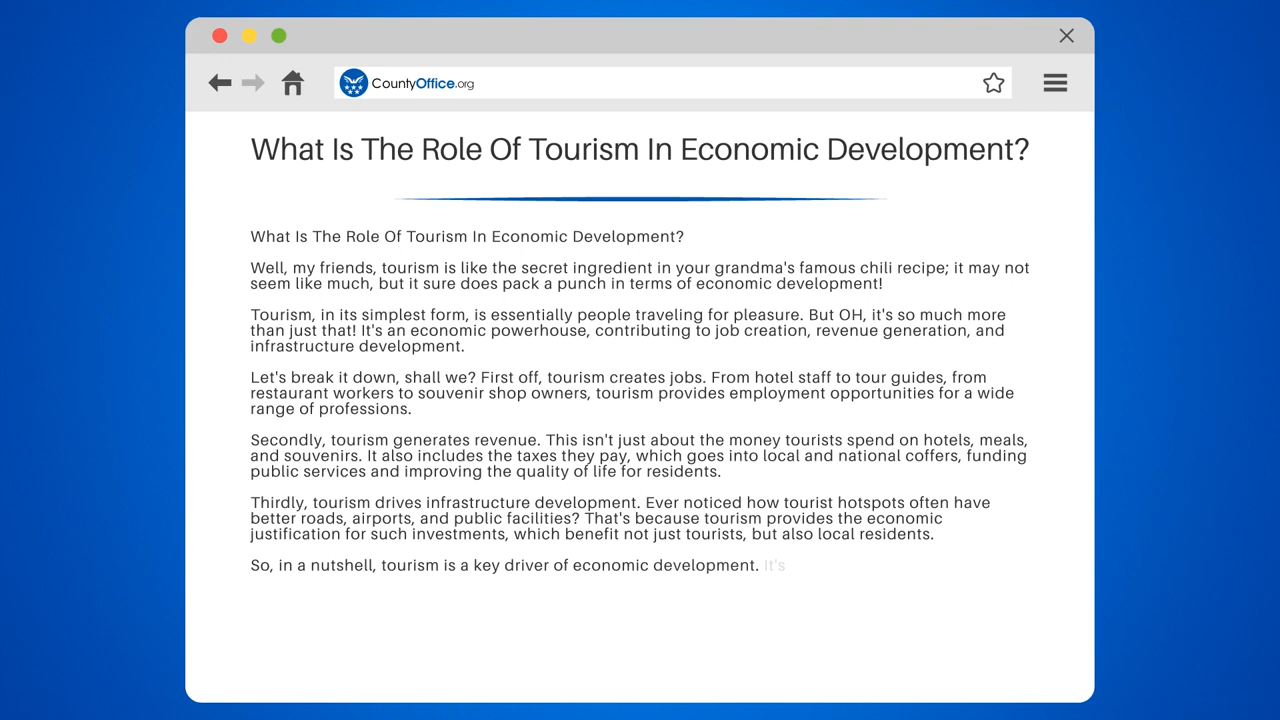 CountyOffice.org
What Is The Role Of Tourism In Economic Development?
What Is The Role Of Tourism In Economic Development?
Well, my friends, tourism is like the secret ingredient in your grandma's famous chili recipe; it may not
seem like much, but it sure does pack a punch in terms of economic development!
Tourism, in its simplest form, is essentially people traveling for pleasure. But OH, it's so much more
than just that! It's an economic powerhouse, contributing to job creation, revenue generation, and
infrastructure development.
Let's break it down, shall we? First off, tourism creates jobs. From hotel staff to tour guides, from
restaurant workers to souvenir shop owners, tourism provides employment opportunities for a wide
range of professions.
Secondly, tourism generates revenue. This isn't just about the money tourists spend on hotels, meals,
and souvenirs. It also includes the taxes they pay, which goes into local and national coffers, funding
public services and improving the quality of life for residents.
Thirdly, tourism drives infrastructure development. Ever noticed how tourist hotspots often have
better roads, airports, and public facilities? That's because tourism provides the economic
justification for such investments, which benefit not just tourists, but also local residents.
So, in a nutshell, tourism is a key driver of economic development. It's